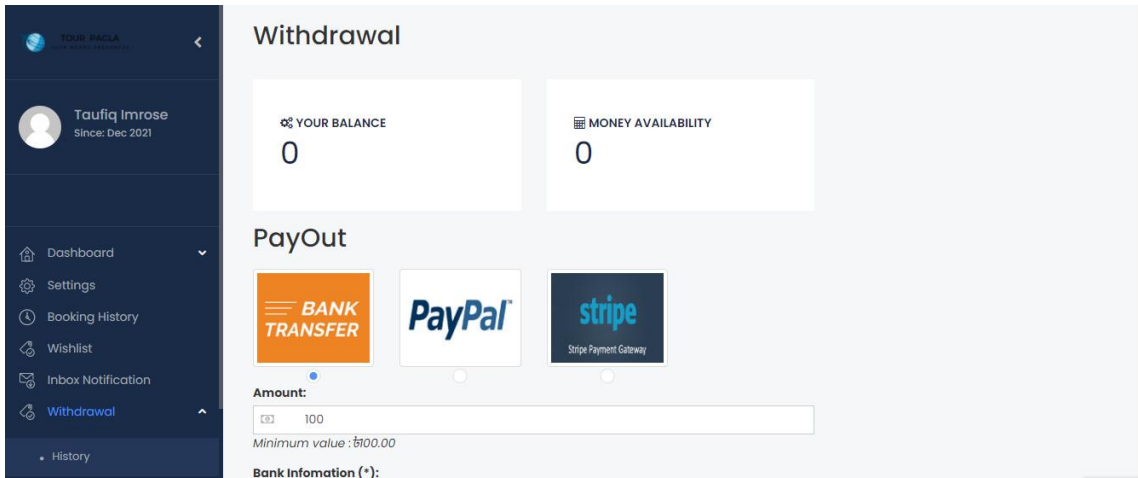 TOUR PACLA
Taufiq Imrose
Since: Dec 2021
Dashboard
Settings
Booking History
Wishlist
Inbox Notification
Withdrawal
History
Withdrawal
YOUR BALANCE
0
MONEY AVAILABILITY
0
PayOut
BANK
TRANSFER
PayPal™
stripe
Stripe Payment Gateway
Amount:
100
Minimum value : ৳100.00
Bank Infomation (*):